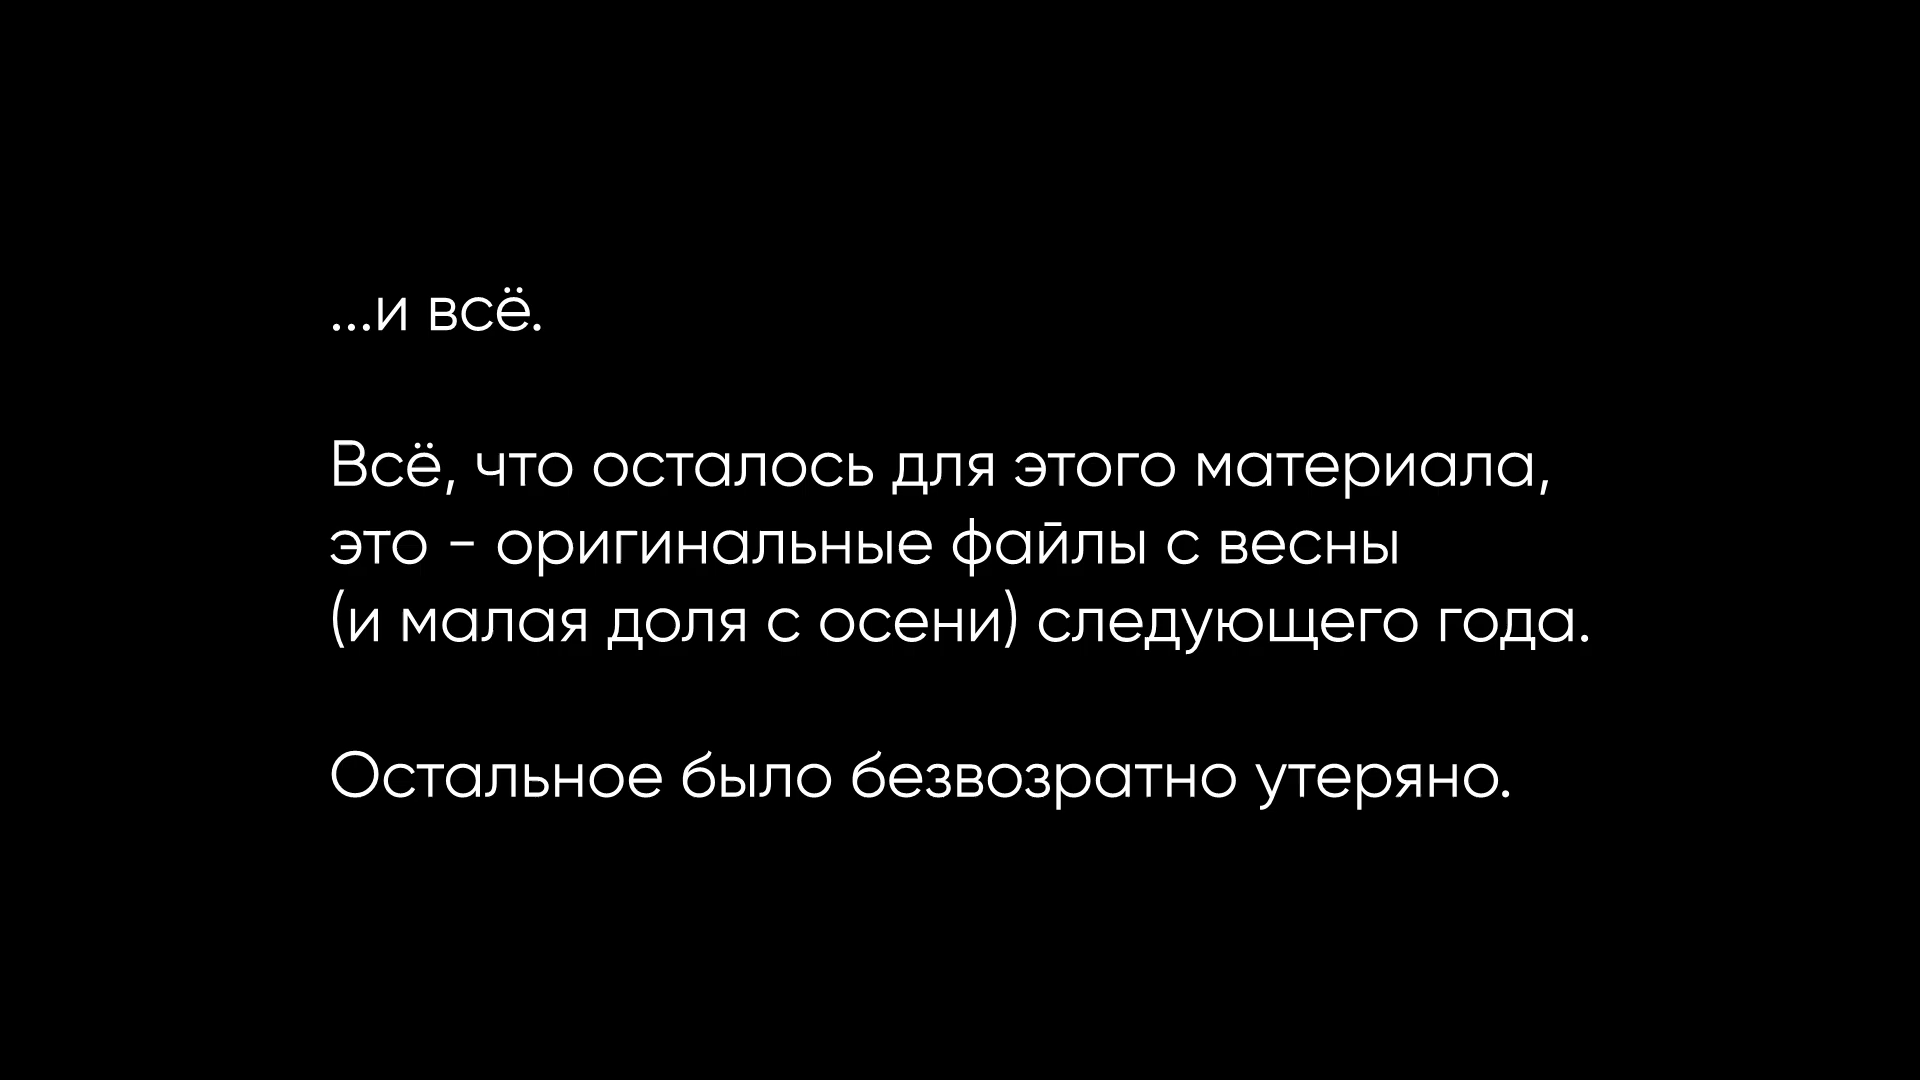 ...и всё.
Всё, что осталось для этого материала,
это - оригинальные файлы с весны
(и малая доля с осени) следующего года.
Остальное было безвозратно утеряно.